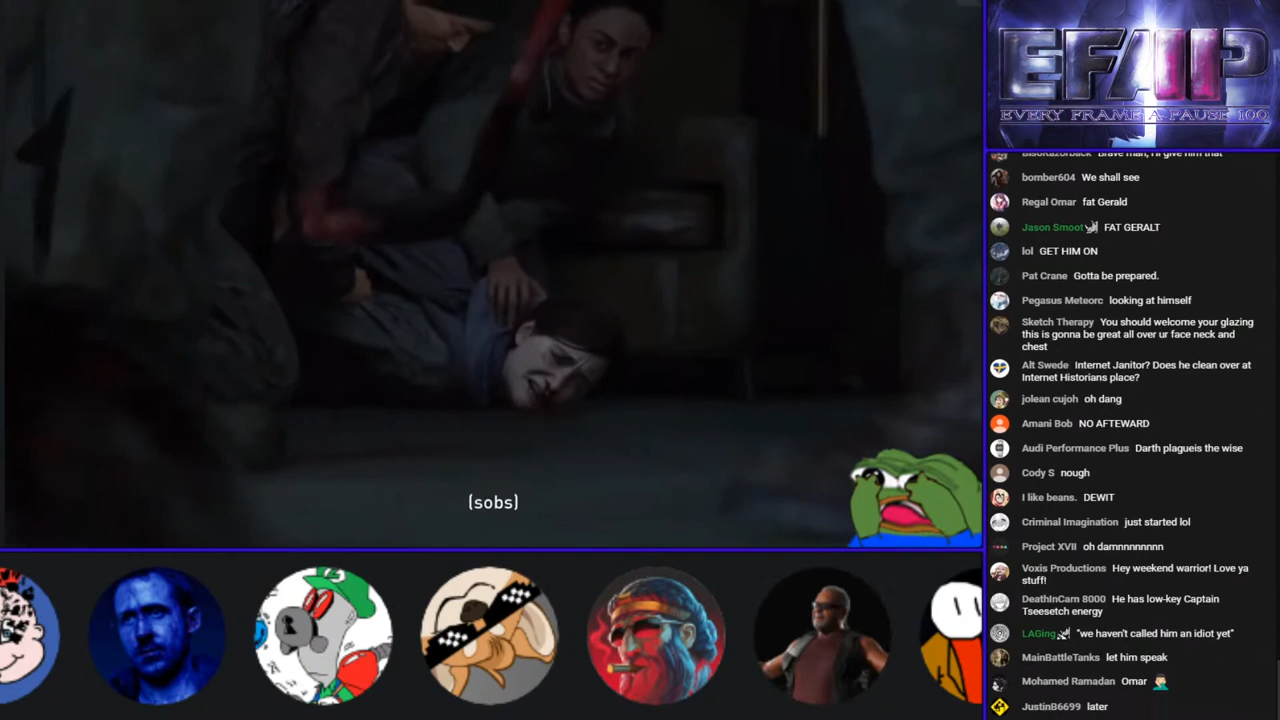 EFAP
EVERY FRAME A PAUSE 100
Brave man, I'll give him that
bomber604 We shall see
Regal Omar fat Gerald
Jason Smoot FAT GERALT
lol GET HIM ON
Pat Crane Gotta be prepared.
Pegasus Meteorc looking at himself
Sketch Therapy You should welcome your glazing
this is gonna be great all over ur face neck and
chest
Alt Swede Internet Janitor? Does he clean over at
Internet Historians place?
jolean cujoh oh dang
Amani Bob NO AFTEWARD
Audi Performance Plus Darth plagueis the wise
Cody S nough
I like beans. DEWIT
Criminal Imagination just started lol
Project XVII oh damnnnnnnnn
Voxis Productions Hey weekend warrior! Love ya
stuff!
DeathInCam 8000 He has low-key Captain
Tseesetch energy
LAGing "we haven't called him an idiot yet"
MainBattleTanks let him speak
Mohamed Ramadan Omar
JustinB6699 later
(sobs)